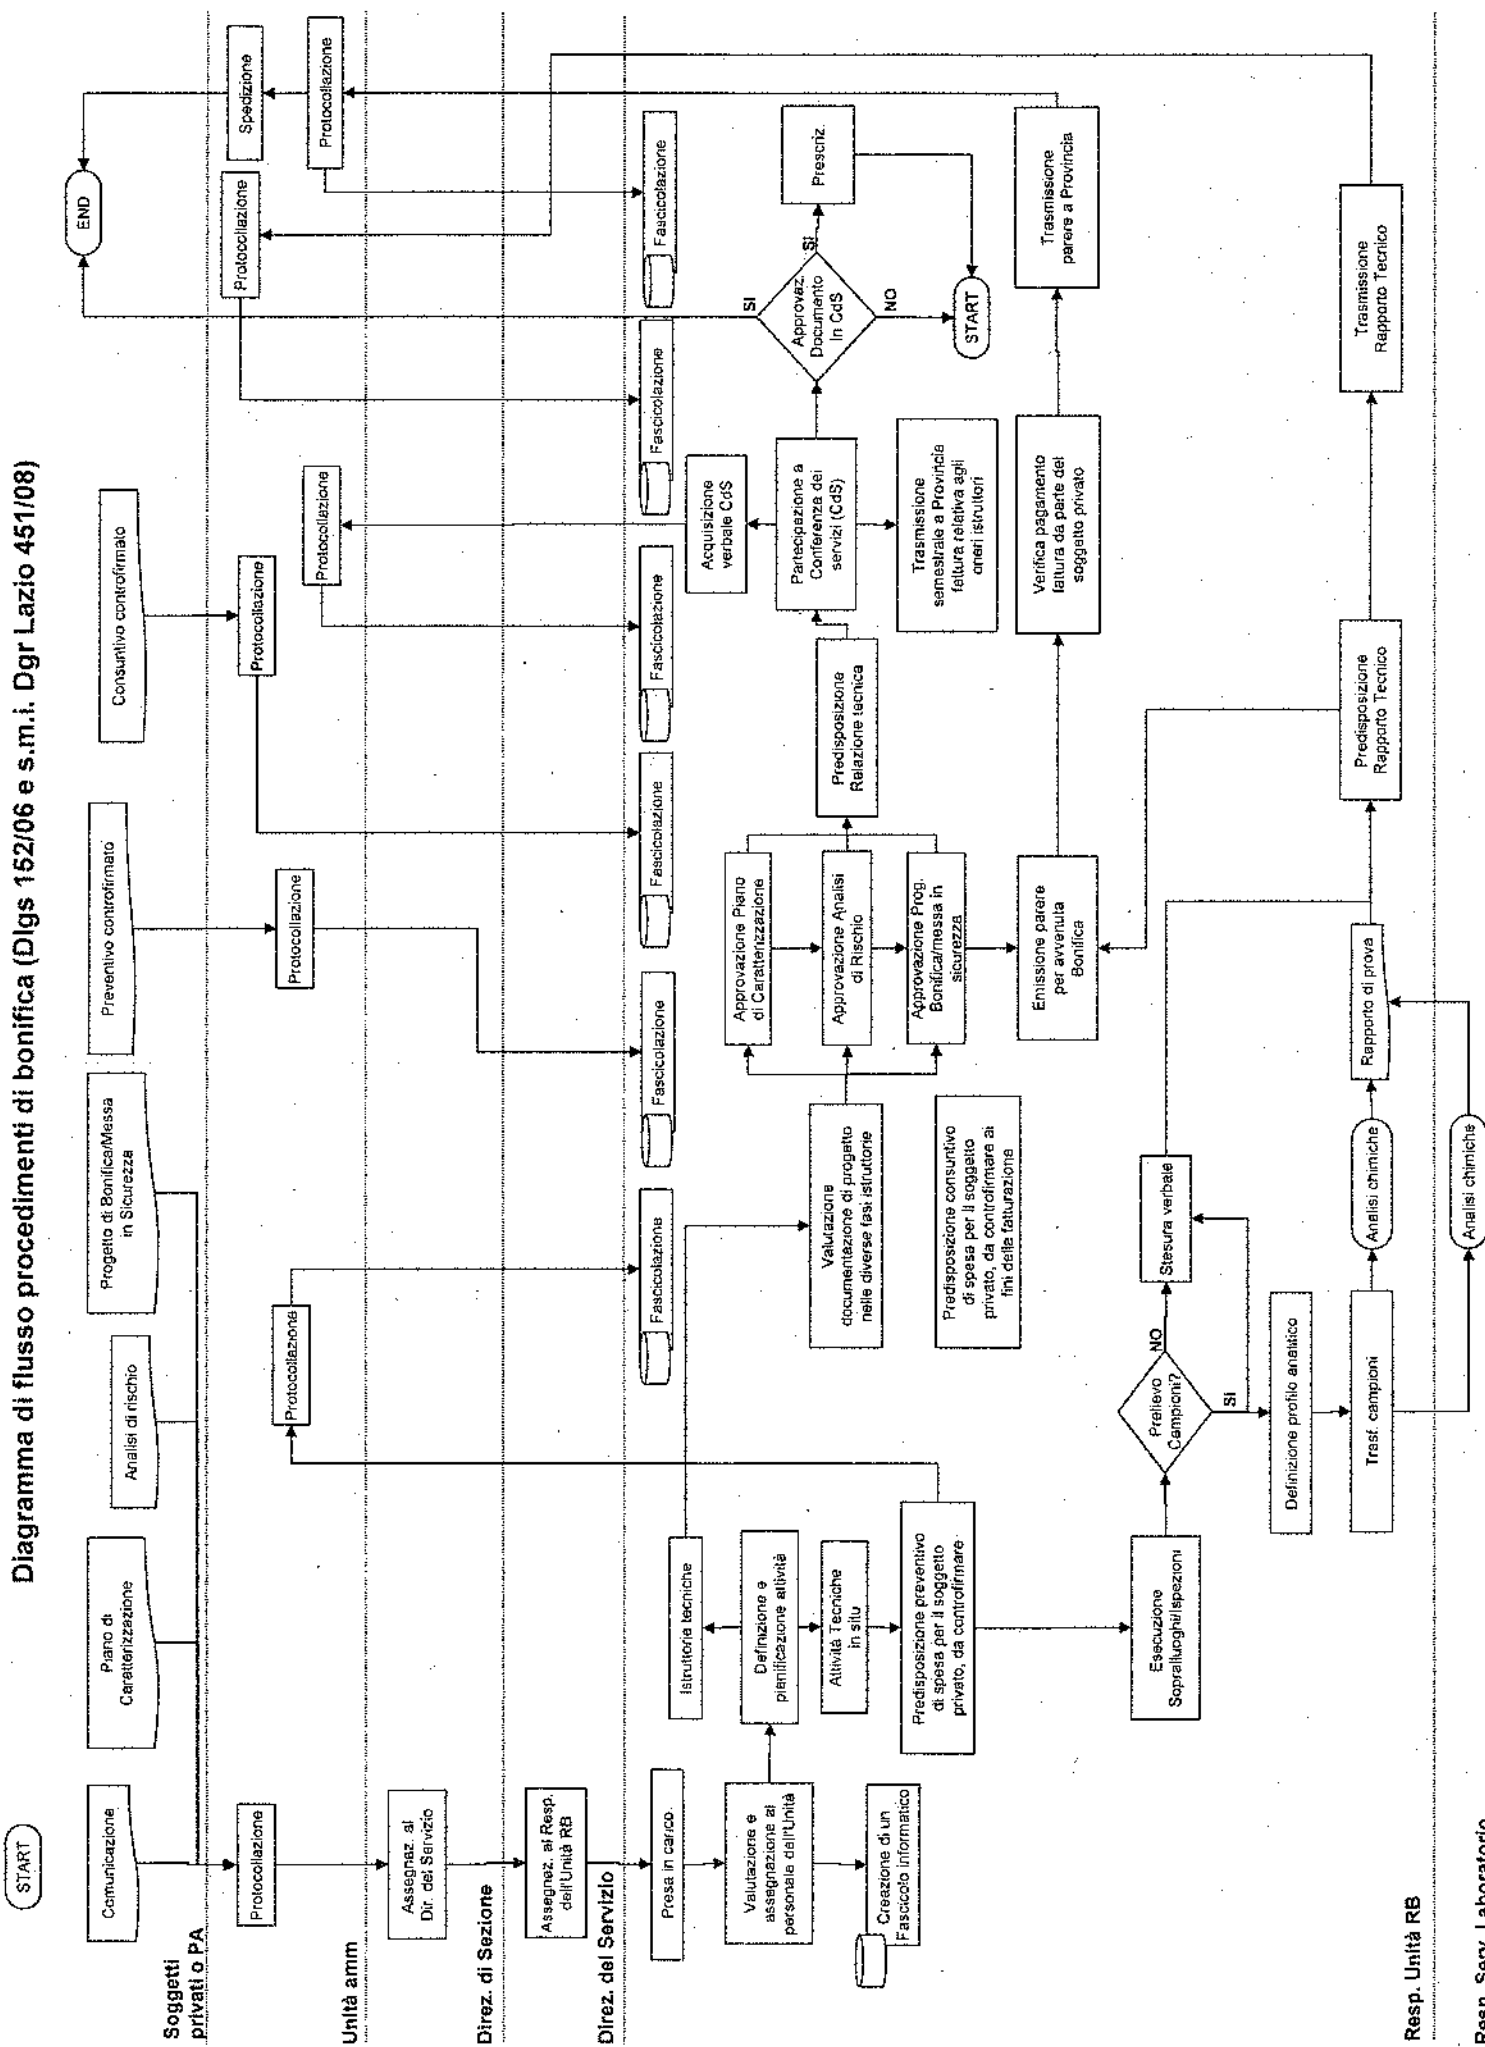 Diagramma di flusso procedimenti di bonifica (Dlgs 152/06 e s.m.i. Dgr Lazio 451/08)
START
Comunicazione
Piano di
Caratterizzazione
Analisi di rischio
Progetto di Bonifica/Messa
in Sicurezza
Preventivo controfirmato
Consuntivo controfirmato
END
Soggetti
privati o PA
Protocollazione
Protocollazione
Protocollazione
Protocollazione
Protocollazione
Protocollazione
Protocollazione
Spedizione
Unità amm
Assegnaz. al
Dir. del Servizio
Direz. di Sezione
Assegnaz. al Resp.
dell'Unità RB
Direz. del Servizio
Presa in carico.
Valutazione e
assegnazione al
personale dell'Unità
Creazione di un
Fascicolo informatico
Istruttorie tecniche
Definizione e
pianificazione attività
Attività Tecniche
in situ
Predisposizione preventivo
di spesa per il soggetto
privato, da controfirmare
Fascicolazione
Fascicolazione
Fascicolazione
Fascicolazione
Fascicolazione
Fascicolazione
Valutazione
documentazione di progetto
nelle diverse fasi istruttorie
Predisposizione consuntivo
di spesa per il soggetto
privato, da controfirmare ai
fini della fatturazione
Approvazione Piano
di Caratterizzazione
Approvazione Analisi
di Rischio
Approvazione Prog.
Bonifica/messa in
sicurezza
Emissione parere
per avvenuta
Bonifica
Predisposizione
Relazione tecnica
Acquisizione
verbale CdS
Partecipazione a
Conferenza dei
servizi (CdS)
Trasmissione
semestrale a Provincia
fattura relativa agli
oneri istruttori
Verifica pagamento
fattura da parte del
soggetto privato
SI
Approvaz.
Documento
In CdS
SI
NO
Prescriz.
START
Trasmissione
parere a Provincia
Esecuzione
Sopralluoghi/Ispezioni
Prelievo
Campioni?
NO
SI
Stesura verbale
Definizione profilo analitico
Trasf. campioni
Analisi chimiche
Rapporto di prova
Predisposizione
Rapporto Tecnico
Trasmissione
Rapporto Tecnico
Resp. Unità RB
Analisi chimiche
Resp. Serv. Laboratorio